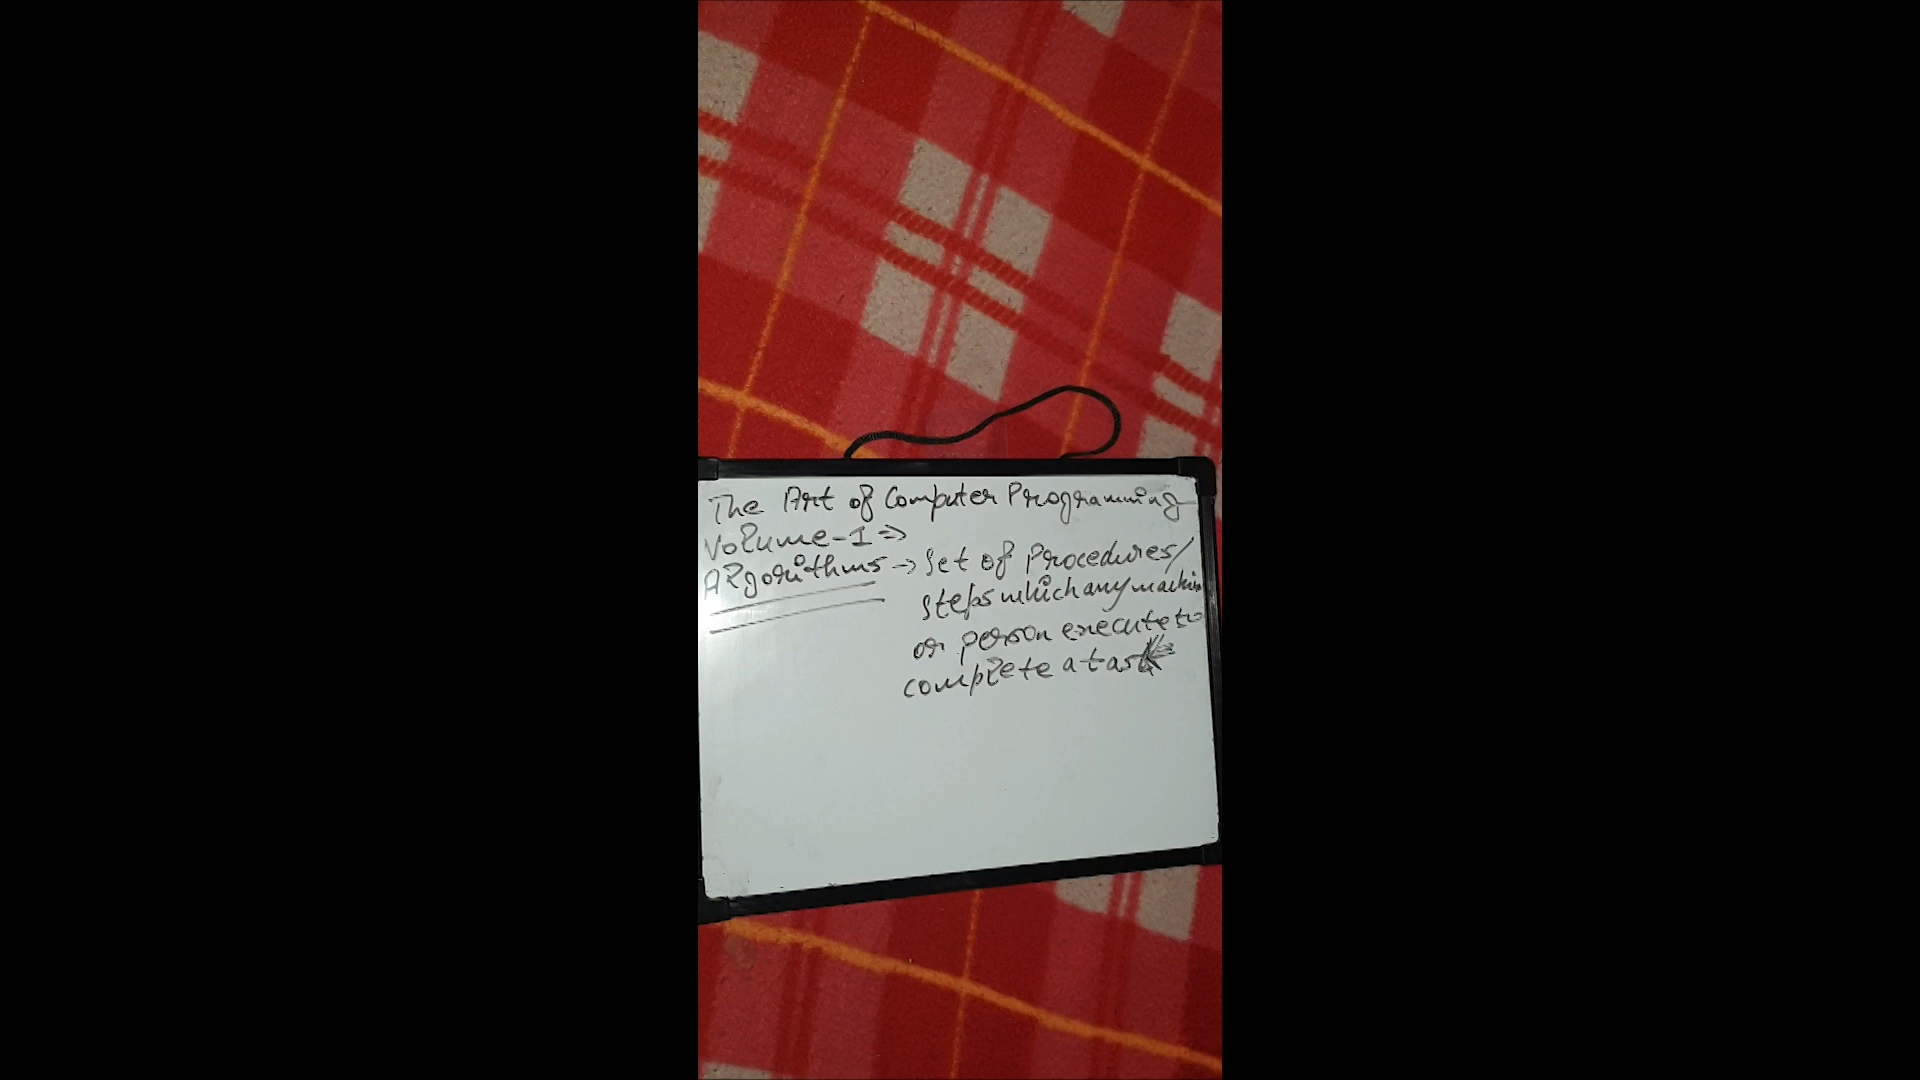 The Art of Computer Programming
Volume-1 =>
Algorithms -> Set of Procedures/
steps which any machin
or person execute to
complete a task